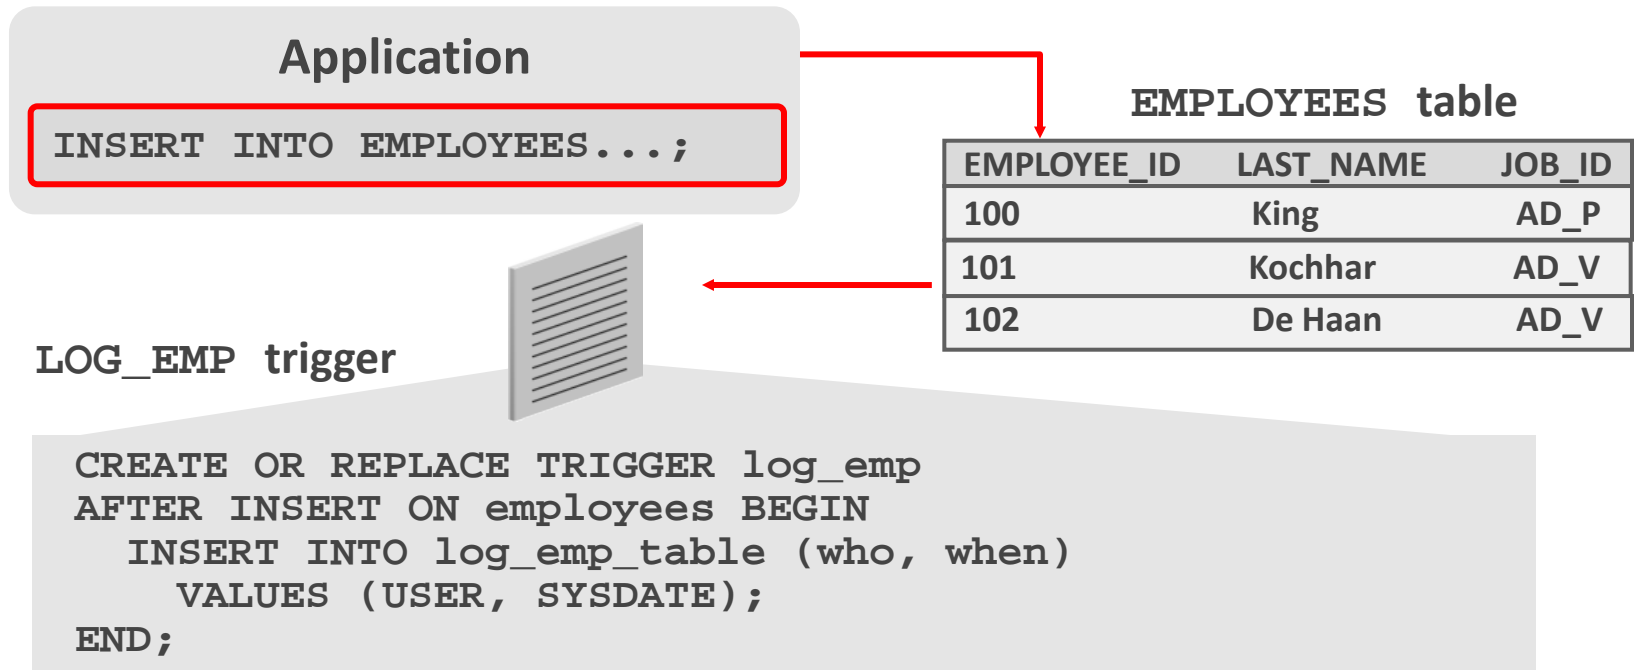 Application
INSERT INTO EMPLOYEES...;
EMPLOYEES table
EMPLOYEE_ID LAST_NAME JOB_ID
100 King AD_P
101 Kochhar AD_V
102 De Haan AD_V
LOG_EMP trigger
CREATE OR REPLACE TRIGGER log_emp
AFTER INSERT ON employees BEGIN
INSERT INTO log_emp_table (who, when)
VALUES (USER, SYSDATE);
END;